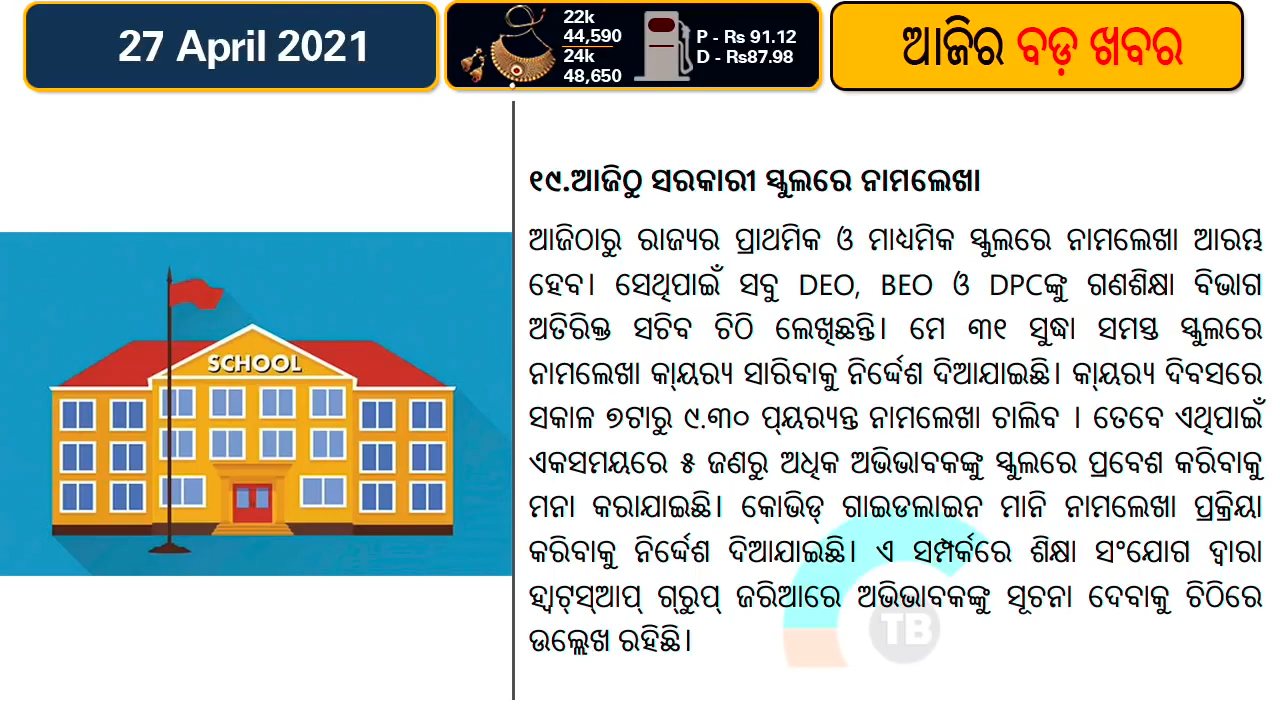 27 April 2021
22k
44,590
24k
48,650
P - Rs 91.12
D - Rs87.98
ଆଜିର ବଡ଼ ଖବର
୧୯.ଆଜିଠୁ ସରକାରୀ ସ୍କୁଲରେ ନାମଲେଖା
ଆଜିଠାରୁ ରାଜ୍ୟର ପ୍ରାଥମିକ ଓ ମାଧ୍ୟମିକ ସ୍କୁଲରେ ନାମଲେଖା ଆରମ୍ଭ
ହେବ। ସେଥିପାଇଁ ସବୁ DEO, BEO ଓ DPCଙ୍କୁ ଗଣଶିକ୍ଷା ବିଭାଗ
ଅତିରିକ୍ତ ସଚିବ ଚିଠି ଲେଖିଛନ୍ତି। ମେ ୩୧ ସୁଦ୍ଧା ସମସ୍ତ ସ୍କୁଲରେ
ନାମଲେଖା କା୍ୟର୍ୟ ସାରିବାକୁ ନିର୍ଦ୍ଦେଶ ଦିଆଯାଇଛି। କା୍ୟର୍ୟ ଦିବସରେ
ସକାଳ ୭ଟାରୁ ୯.୩୦ ପ୍ୟର୍ୟନ୍ତ ନାମଲେଖା ଚାଲିବ । ତେବେ ଏଥିପାଇଁ
ଏକସମୟରେ ୫ ଜଣରୁ ଅଧିକ ଅଭିଭାବକଙ୍କୁ ସ୍କୁଲରେ ପ୍ରବେଶ କରିବାକୁ
ମନା କରାଯାଇଛି। କୋଭିଡ୍ ଗାଇଡଲାଇନ ମାନି ନାମଲେଖା ପ୍ରକ୍ରିୟା
କରିବାକୁ ନିର୍ଦ୍ଦେଶ ଦିଆଯାଇଛି। ଏ ସମ୍ପର୍କରେ ଶିକ୍ଷା ସଂଯୋଗ ଦ୍ୱାରା
ହ୍ୱାଟ୍ସ୍ଆପ୍ ଗ୍ରୁପ୍ ଜରିଆରେ ଅଭିଭାବକଙ୍କୁ ସୂଚନା ଦେବାକୁ ଚିଠିରେ
ଉଲ୍ଲେଖ ରହିଛି।
SCHOOL
TB